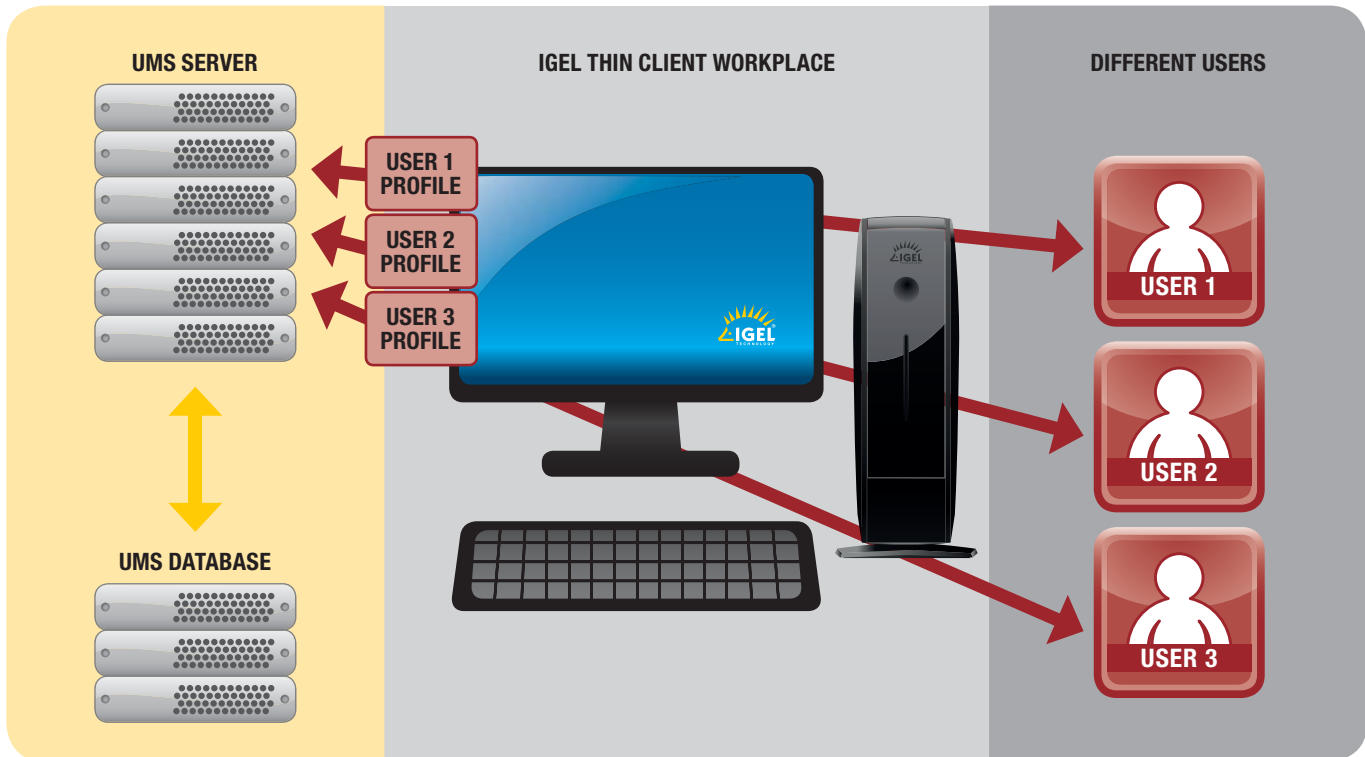 UMS SERVER
IGEL THIN CLIENT WORKPLACE
DIFFERENT USERS
USER 1
PROFILE
USER 2
PROFILE
USER 3
PROFILE
IGEL
TECHNOLOGY
IGEL
USER 1
USER 2
USER 3
UMS DATABASE